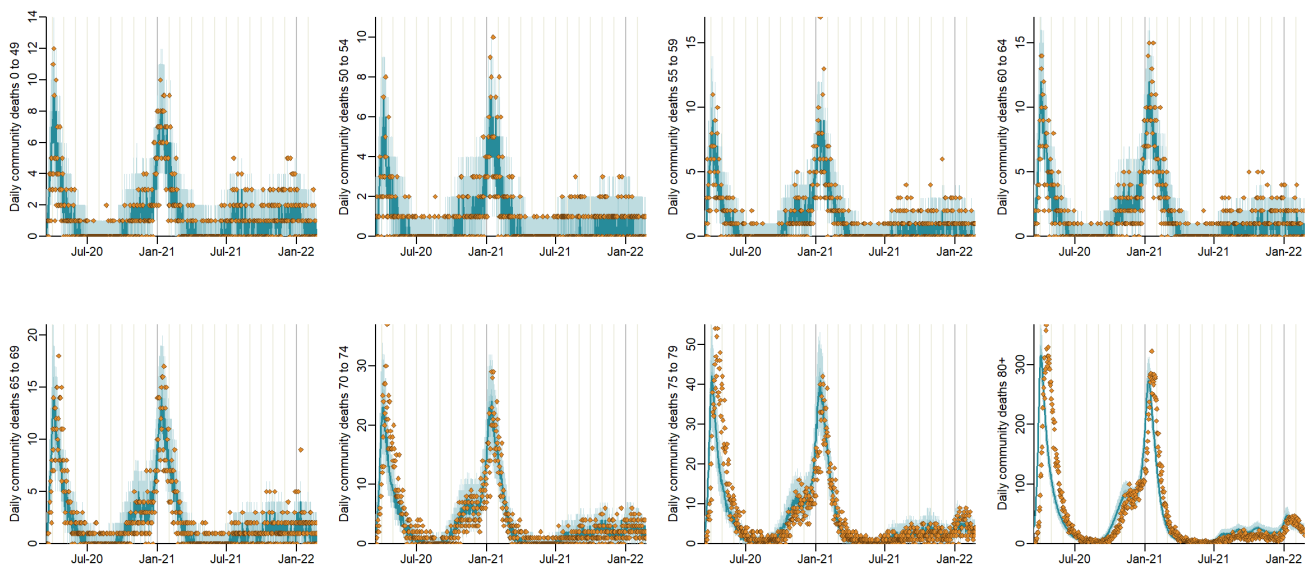 Daily community deaths 0 to 49
0 2 4 6 8 10 12 14
Jul-20 Jan-21 Jul-21 Jan-22
Daily community deaths 50 to 54
0 2 4 6 8 10
Jul-20 Jan-21 Jul-21 Jan-22
Daily community deaths 55 to 59
0 5 10 15
Jul-20 Jan-21 Jul-21 Jan-22
Daily community deaths 60 to 64
0 5 10 15
Jul-20 Jan-21 Jul-21 Jan-22
Daily community deaths 65 to 69
0 5 10 15 20
Jul-20 Jan-21 Jul-21 Jan-22
Daily community deaths 70 to 74
0 10 20 30
Jul-20 Jan-21 Jul-21 Jan-22
Daily community deaths 75 to 79
0 10 20 30 40 50
Jul-20 Jan-21 Jul-21 Jan-22
Daily community deaths 80+
0 100 200 300
Jul-20 Jan-21 Jul-21 Jan-22